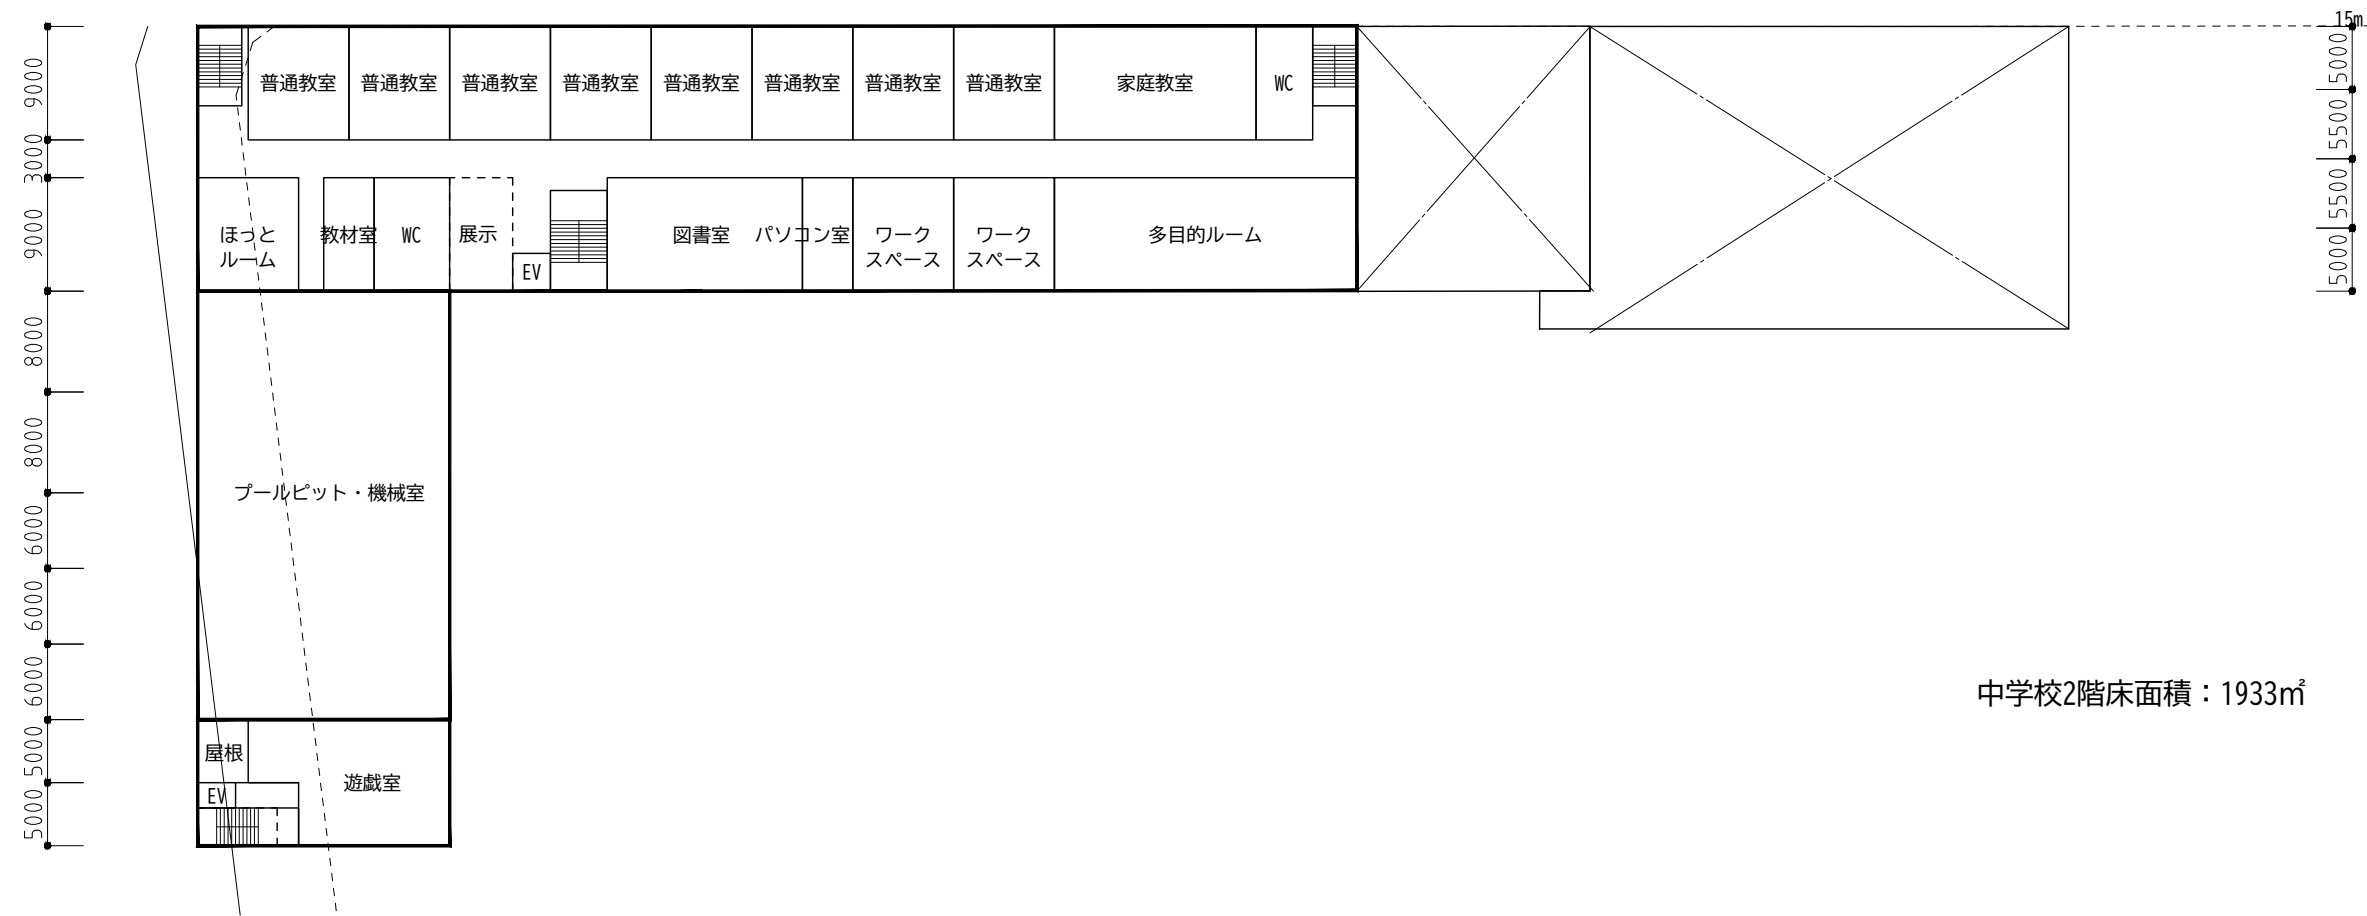 15m
普通教室
普通教室
普通教室
普通教室
普通教室
普通教室
普通教室
普通教室
家庭教室
WC
ほっと
ルーム
教材室
WC
展示
EV
図書室
パソコン室
ワーク
スペース
ワーク
スペース
多目的ルーム
プールピット・機械室
屋根
EV
遊戯室
中学校2階床面積：1933㎡
9000
3000
9000
8000
8000
6000
6000
6000
5000
5000
5000
5500
5500
5000